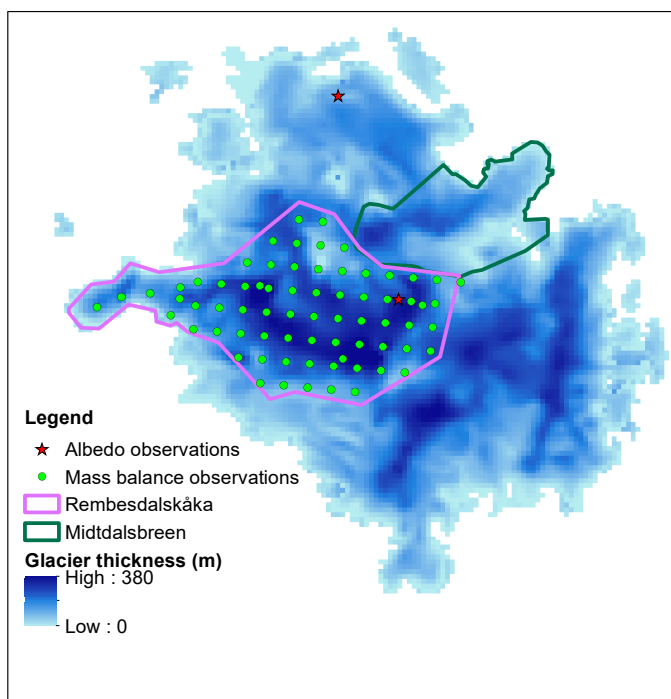 Legend
Albedo observations
Mass balance observations
Rembesdalskåka
Midtdalsbreen
Glacier thickness (m)
High : 380
Low : 0